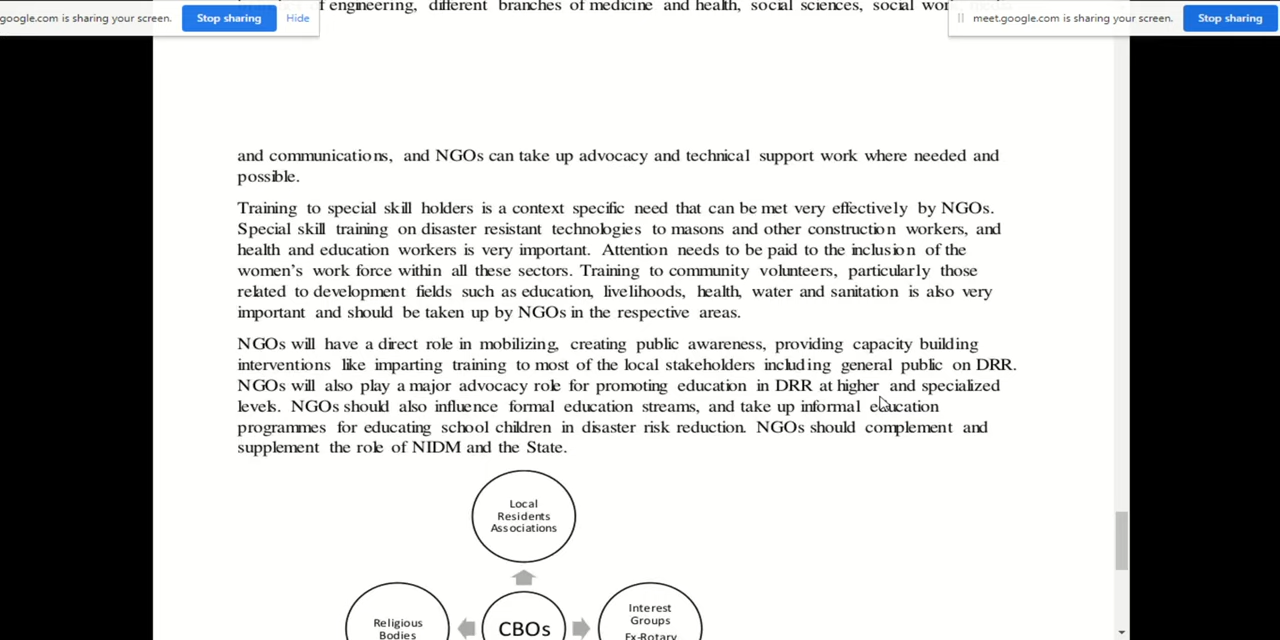 of engineering, different branches of medicine and health, social sciences, social
google.com is sharing your screen. Stop sharing Hide
meet.google.com is sharing your screen. Stop sharing
and communications, and NGOs can take up advocacy and technical support work where needed and
possible.
Training to special skill holders is a context specific need that can be met very effectively by NGOs.
Special skill training on disaster resistant technologies to masons and other construction workers, and
health and education workers is very important. Attention needs to be paid to the inclusion of the
women's work force within all these sectors. Training to community volunteers, particularly those
related to development fields such as education, livelihoods, health, water and sanitation is also very
important and should be taken up by NGOs in the respective areas.
NGOs will have a direct role in mobilizing, creating public awareness, providing capacity building
interventions like imparting training to most of the local stakeholders including general public on DRR.
NGOs will also play a major advocacy role for promoting education in DRR at higher and specialized
levels. NGOs should also influence formal education streams, and take up informal education
programmes for educating school children in disaster risk reduction. NGOs should complement and
supplement the role of NIDM and the State.
Local
Residents
Associations
Religious
Bodies
CBOs
Interest
Groups
Ex-Rotary